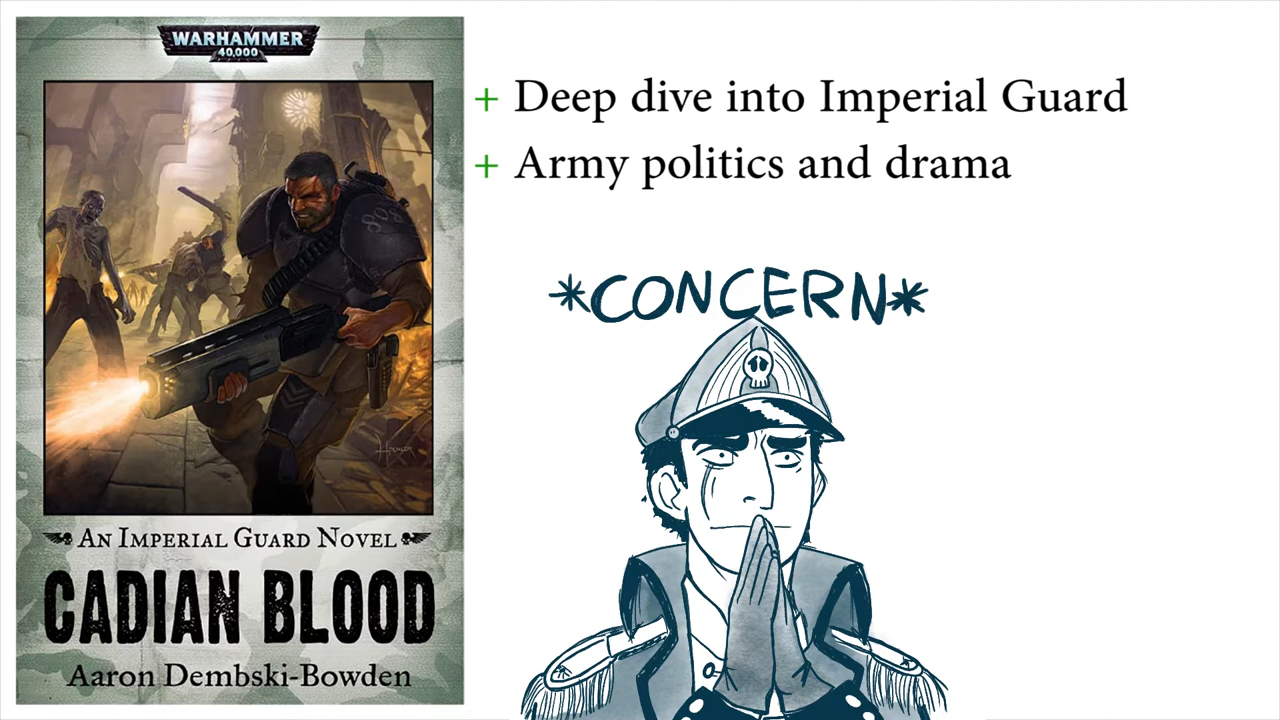 WARHAMMER
40,000
808
AN IMPERIAL GUARD NOVEL
CADIAN BLOOD
Aaron Dembski-Bowden
+ Deep dive into Imperial Guard
+ Army politics and drama
*CONCERN*